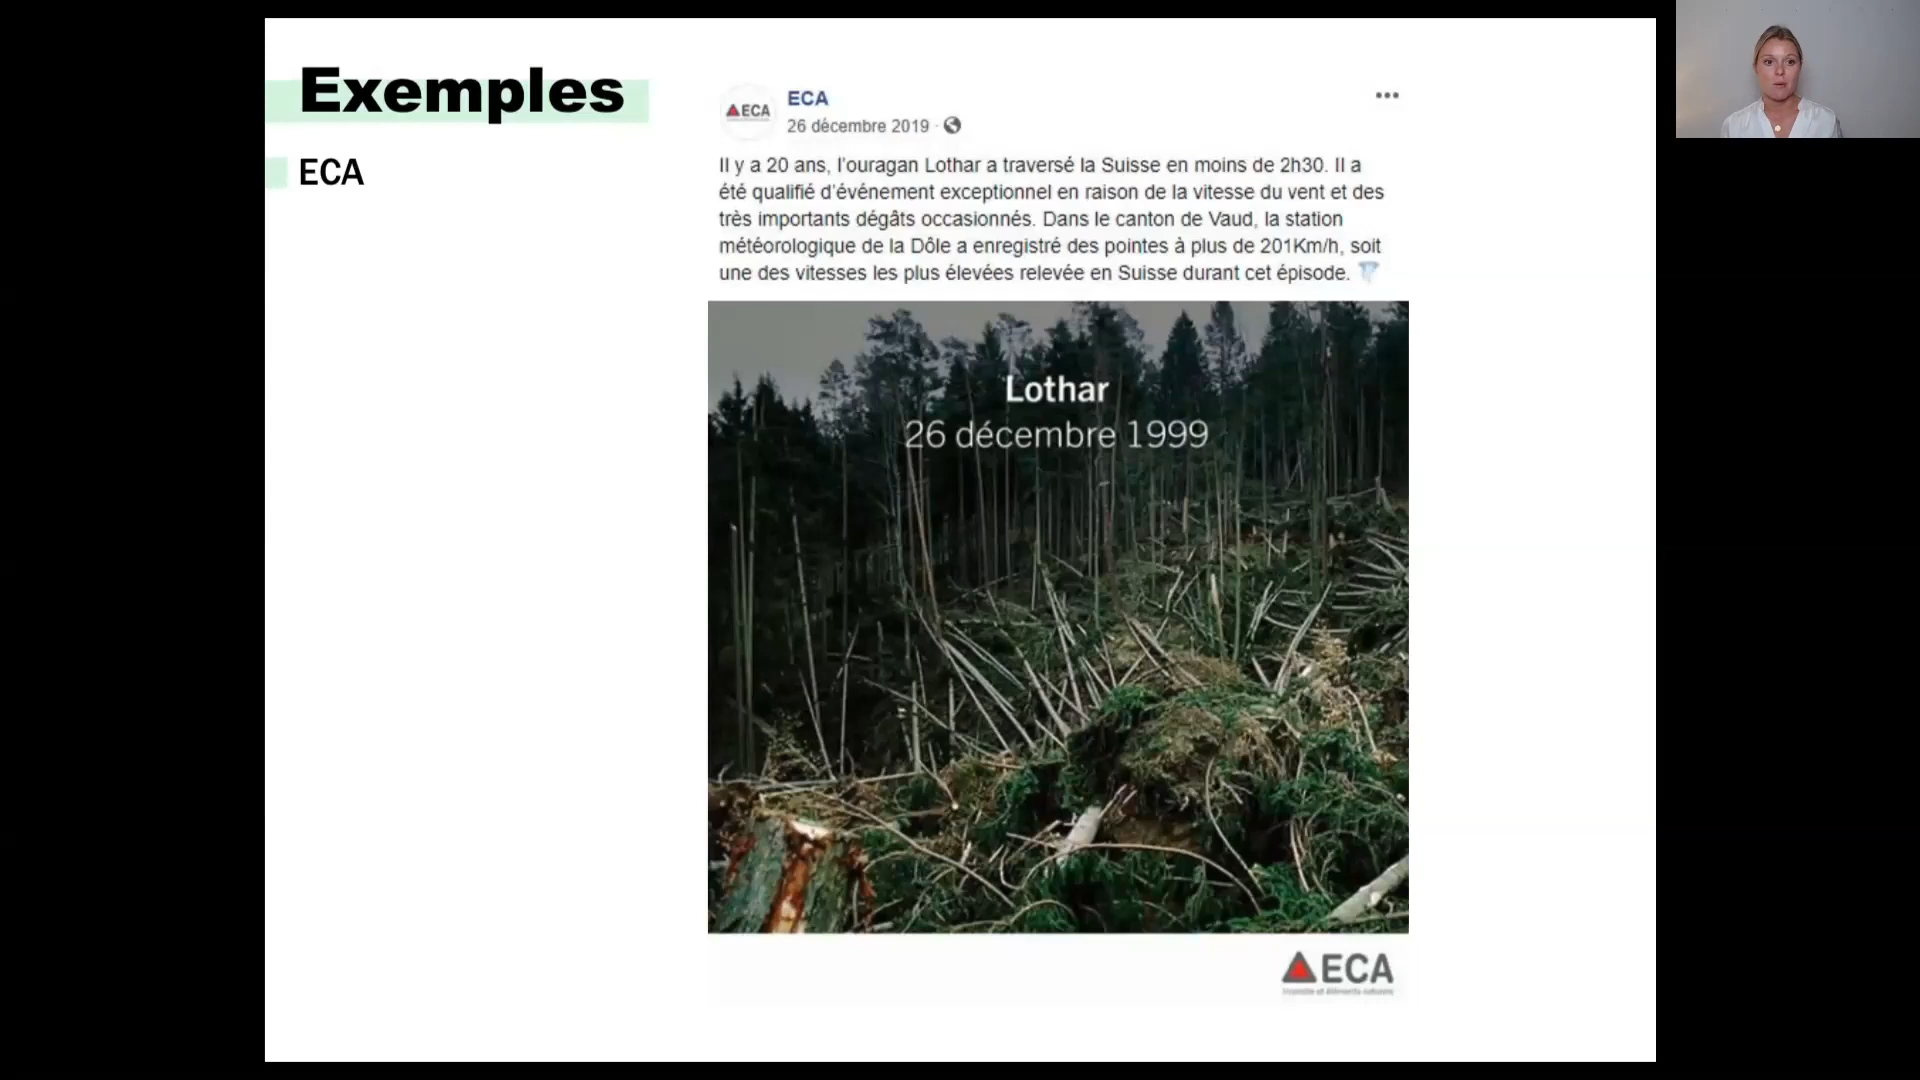 Exemples
ECA
ECA
ECA
26 décembre 2019 ·
Il y a 20 ans, l'ouragan Lothar a traversé la Suisse en moins de 2h30. Il a
été qualifié d'événement exceptionnel en raison de la vitesse du vent et des
très importants dégâts occasionnés. Dans le canton de Vaud, la station
météorologique de la Dôle a enregistré des pointes à plus de 201Km/h, soit
une des vitesses les plus élevées relevée en Suisse durant cet épisode.
Lothar
26 décembre 1999
ECA